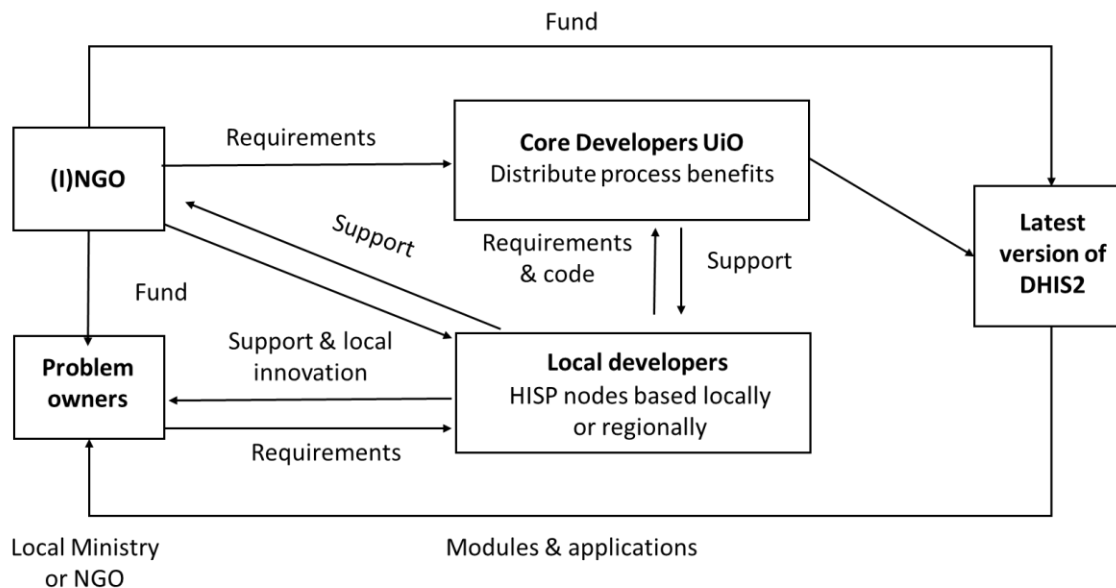 Fund
Requirements
Core Developers UiO
Distribute process benefits
(I)NGO
Support
Requirements
& code
Support
Latest
version of
DHIS2
Fund
Support & local
innovation
Problem
owners
Local developers
HISP nodes based locally
or regionally
Requirements
Local Ministry
or NGO
Modules & applications